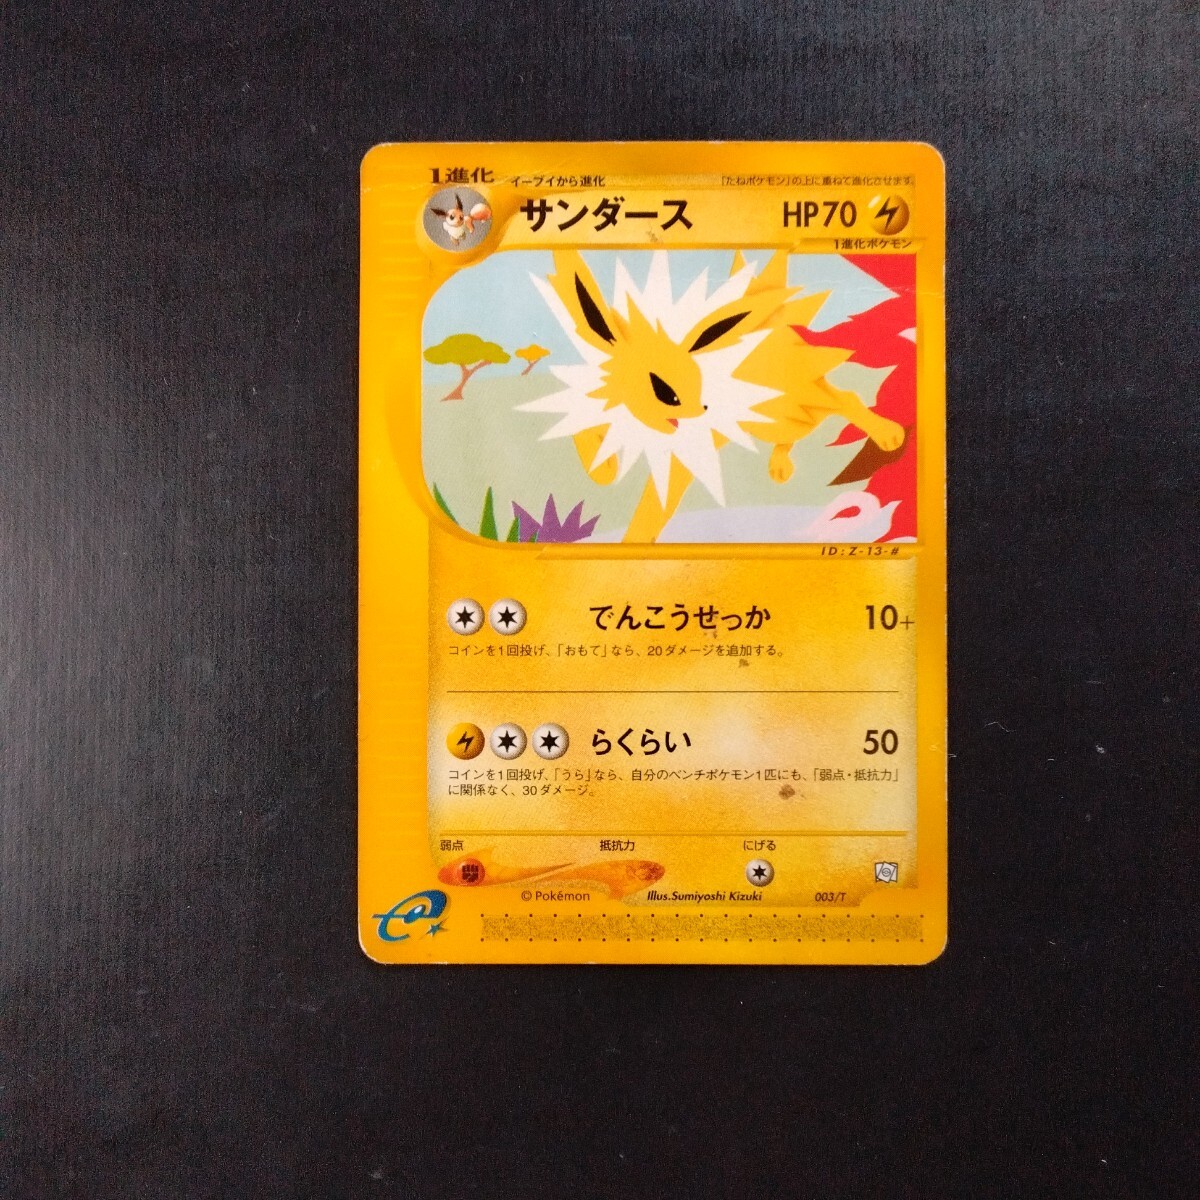 1進化
イーブイから進化
「たねポケモン」の上に重ねて進化させます。
サンダース
HP70
1進化ポケモン
ID:Z-13-#
でんこうせっか
10+
コインを1回投げ、「おもて」なら、20ダメージを追加する。
らくらい
50
コインを1回投げ、「うら」なら、自分のベンチポケモン1匹にも、「弱点・抵抗力」
に関係なく、30ダメージ。
弱点
抵抗力
にげる
© Pokémon
Illus.Sumiyoshi Kizuki
003/T
e